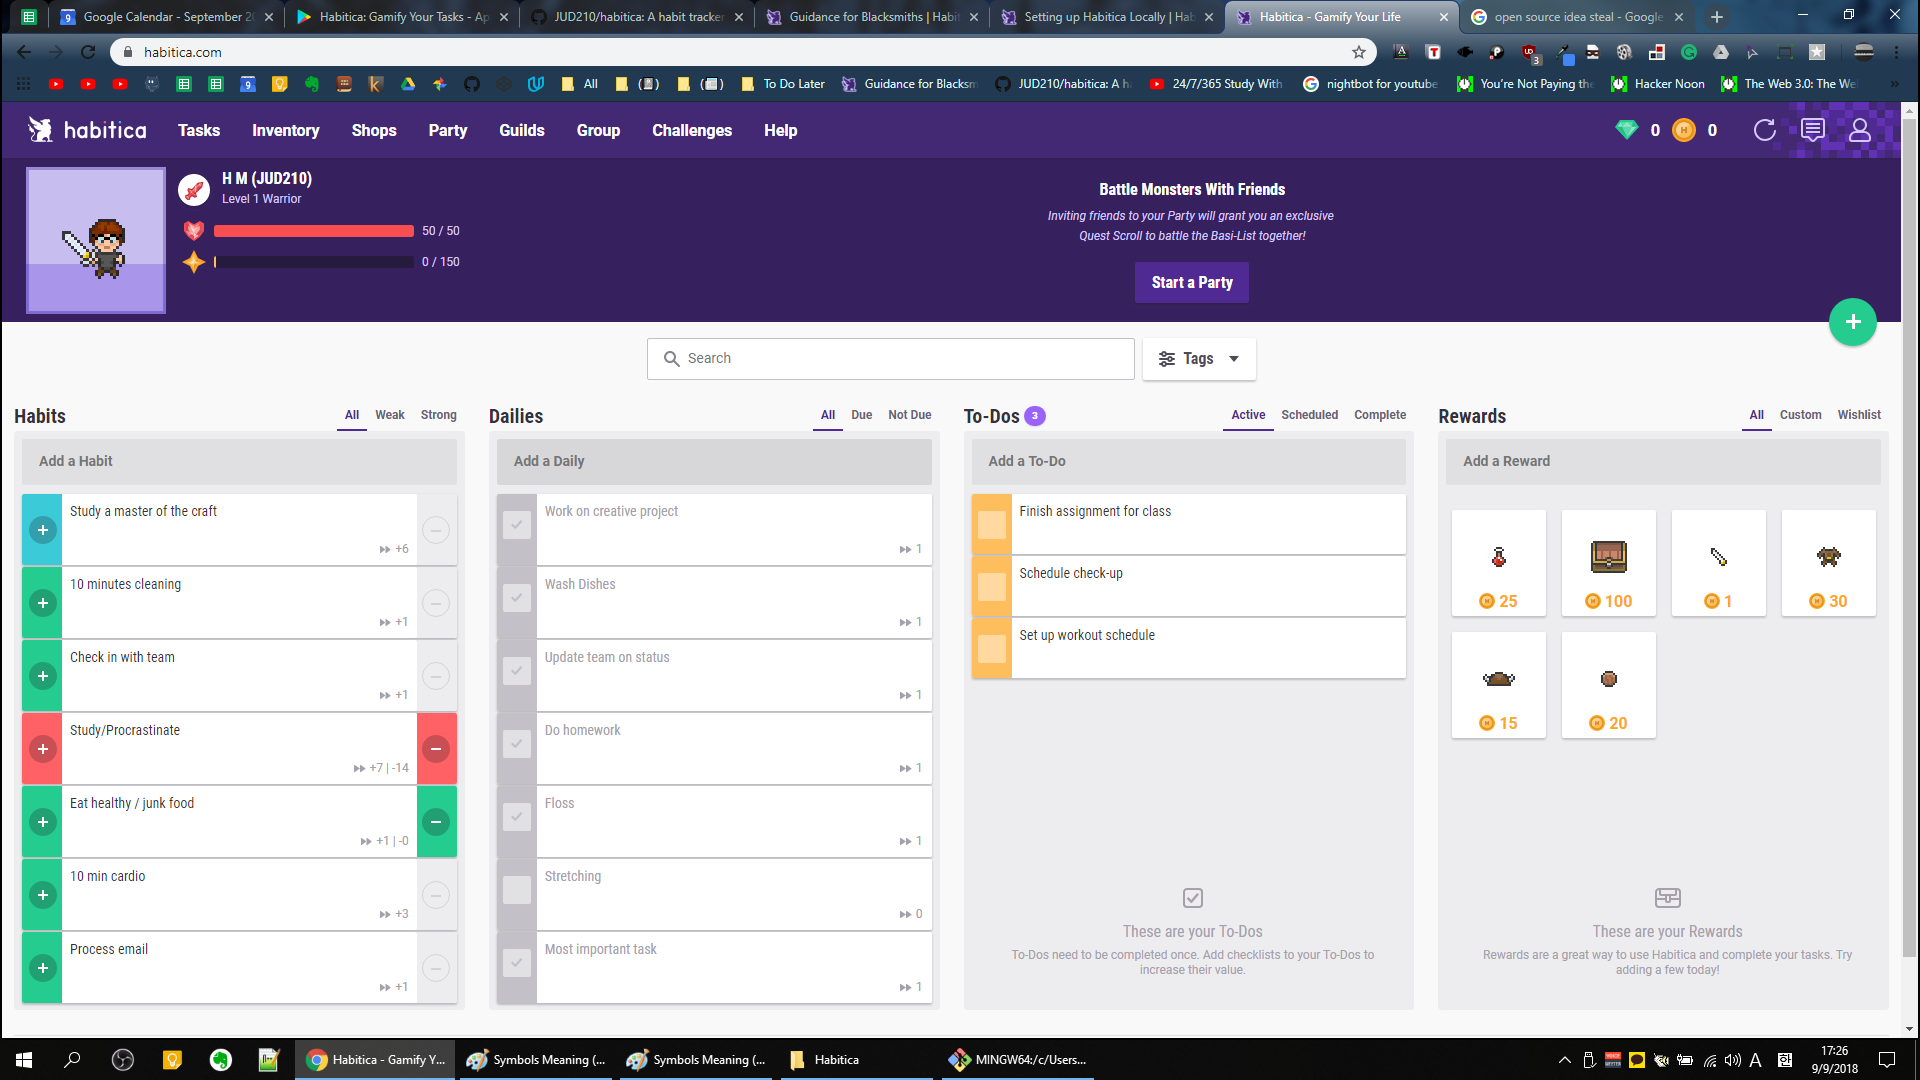 Google Calendar - September 20
Habitica: Gamify Your Tasks - Ap
JUD210/habitica: A habit tracker
Guidance for Blacksmiths | Habit
Setting up Habitica Locally | Hab
Habitica - Gamify Your Life
open source idea steal - Google
habitica.com
All
To Do Later
Guidance for Blacksm
JUD210/habitica: A ha
24/7/365 Study With
nightbot for youtube
You're Not Paying the
Hacker Noon
The Web 3.0: The We
habitica
Tasks
Inventory
Shops
Party
Guilds
Group
Challenges
Help
0
0
H M (JUD210)
Level 1 Warrior
50 / 50
0 / 150
Battle Monsters With Friends
Inviting friends to your Party will grant you an exclusive
Quest Scroll to battle the Basi-List together!
Start a Party
Search
Tags
Habits
All Weak Strong
Add a Habit
Study a master of the craft
+6
10 minutes cleaning
+1
Check in with team
+1
Study/Procrastinate
+7 | -14
Eat healthy / junk food
+1 | -0
10 min cardio
+3
Process email
+1
Dailies
All Due Not Due
Add a Daily
Work on creative project
1
Wash Dishes
1
Update team on status
1
Do homework
1
Floss
1
Stretching
0
Most important task
1
To-Dos 3
Active Scheduled Complete
Add a To-Do
Finish assignment for class
Schedule check-up
Set up workout schedule
These are your To-Dos
To-Dos need to be completed once. Add checklists to your To-Dos to
increase their value.
Rewards
All Custom Wishlist
Add a Reward
25
100
1
30
15
20
These are your Rewards
Rewards are a great way to use Habitica and complete your tasks. Try
adding a few today!
Habitica - Gamify Y...
Symbols Meaning (...
Symbols Meaning (...
Habitica
MINGW64:/c/Users...
A
한
17:26
9/9/2018